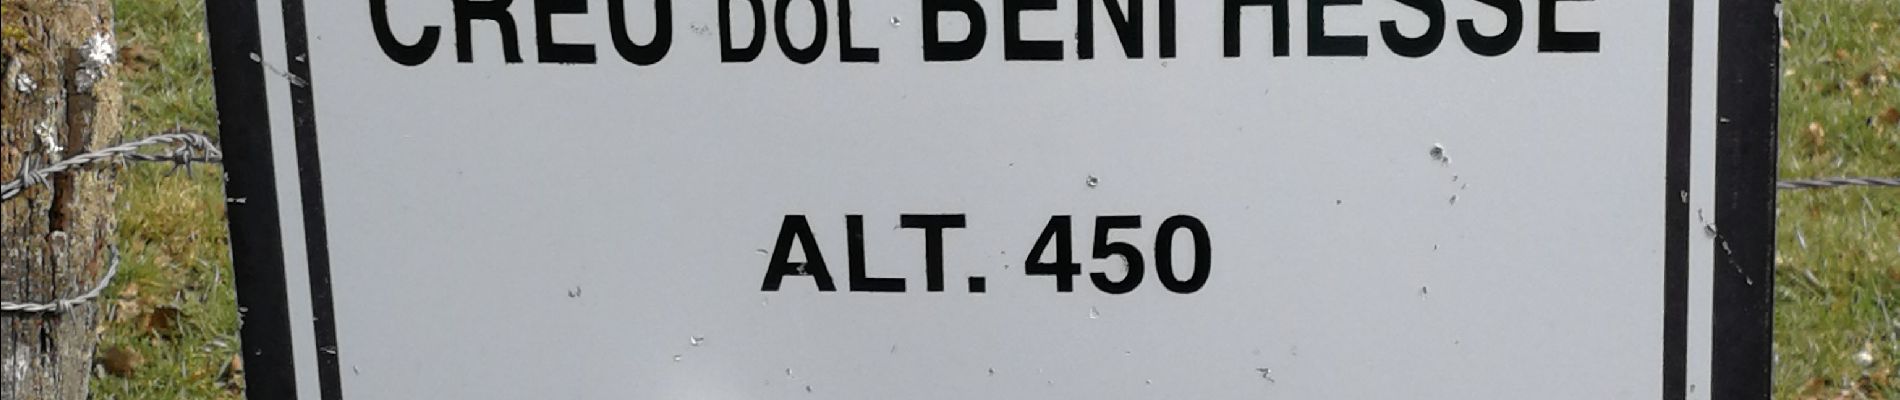 CREU DOL BENI HESSE
ALT. 450